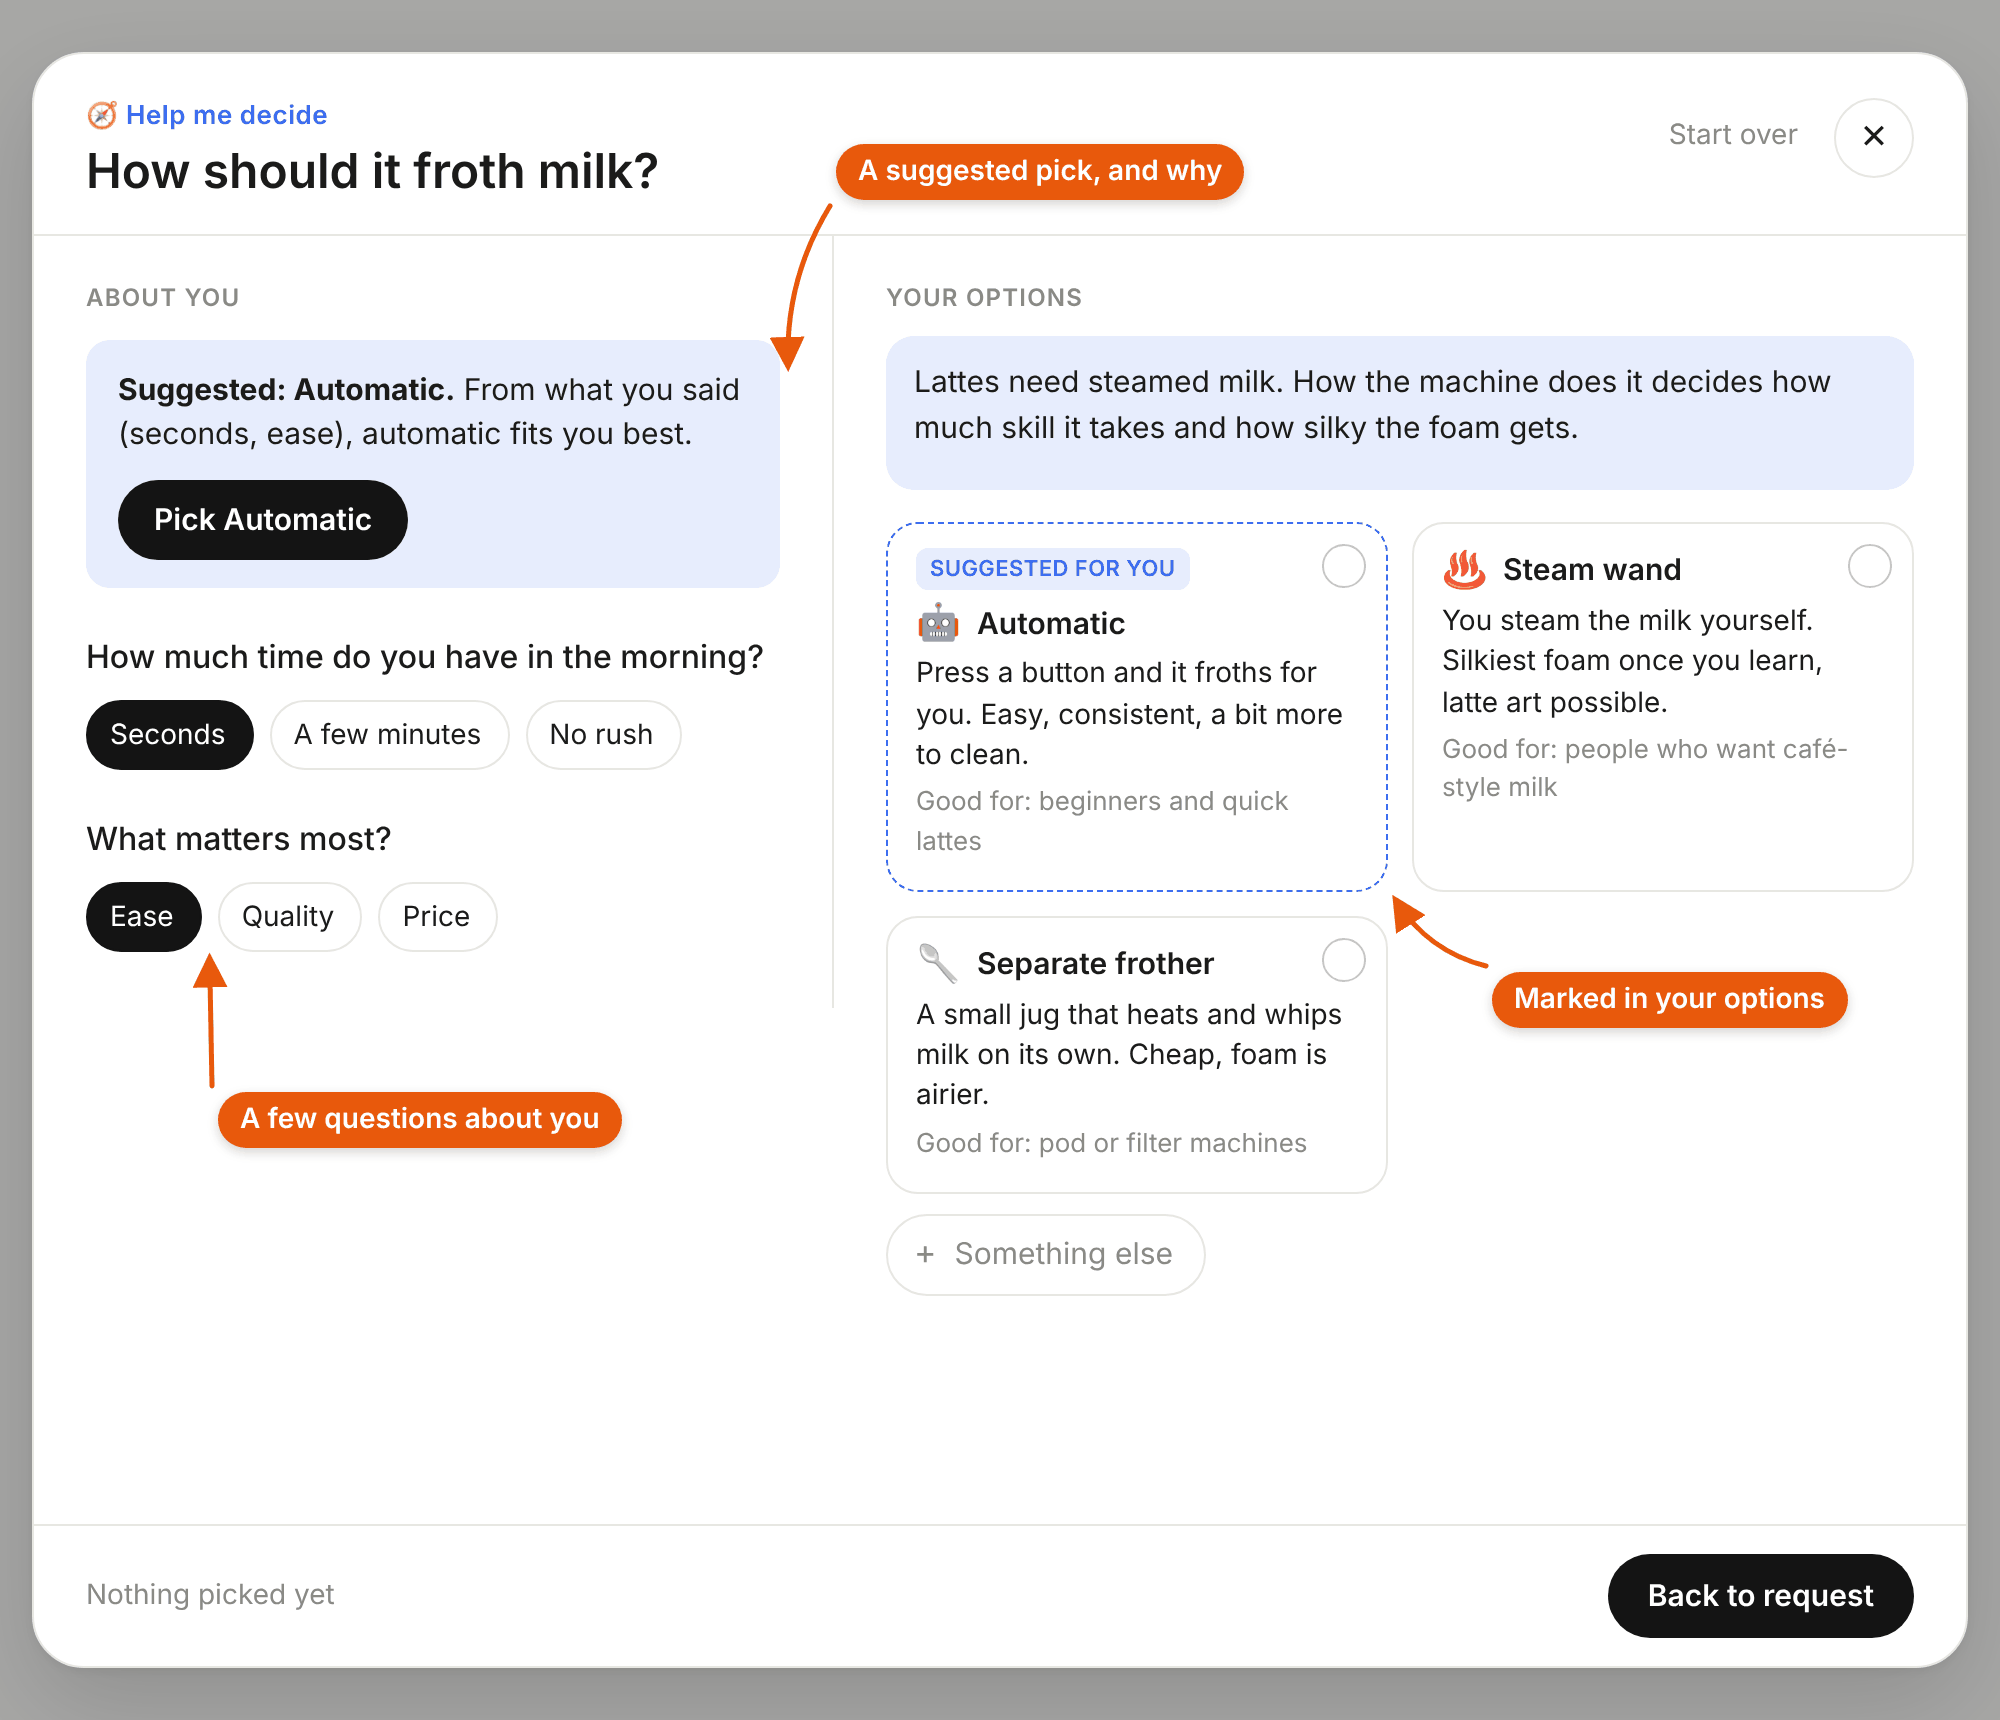 Help me decide
How should it froth milk?
Start over
A suggested pick, and why
ABOUT YOU
Suggested: Automatic. From what you said
(seconds, ease), automatic fits you best.
Pick Automatic
How much time do you have in the morning?
Seconds
A few minutes
No rush
What matters most?
Ease
Quality
Price
A few questions about you
YOUR OPTIONS
Lattes need steamed milk. How the machine does it decides how
much skill it takes and how silky the foam gets.
SUGGESTED FOR YOU
Automatic
Press a button and it froths for
you. Easy, consistent, a bit more
to clean.
Good for: beginners and quick
lattes
Steam wand
You steam the milk yourself.
Silkiest foam once you learn,
latte art possible.
Good for: people who want café-
style milk
Separate frother
A small jug that heats and whips
milk on its own. Cheap, foam is
airier.
Good for: pod or filter machines
Marked in your options
+ Something else
Nothing picked yet
Back to request